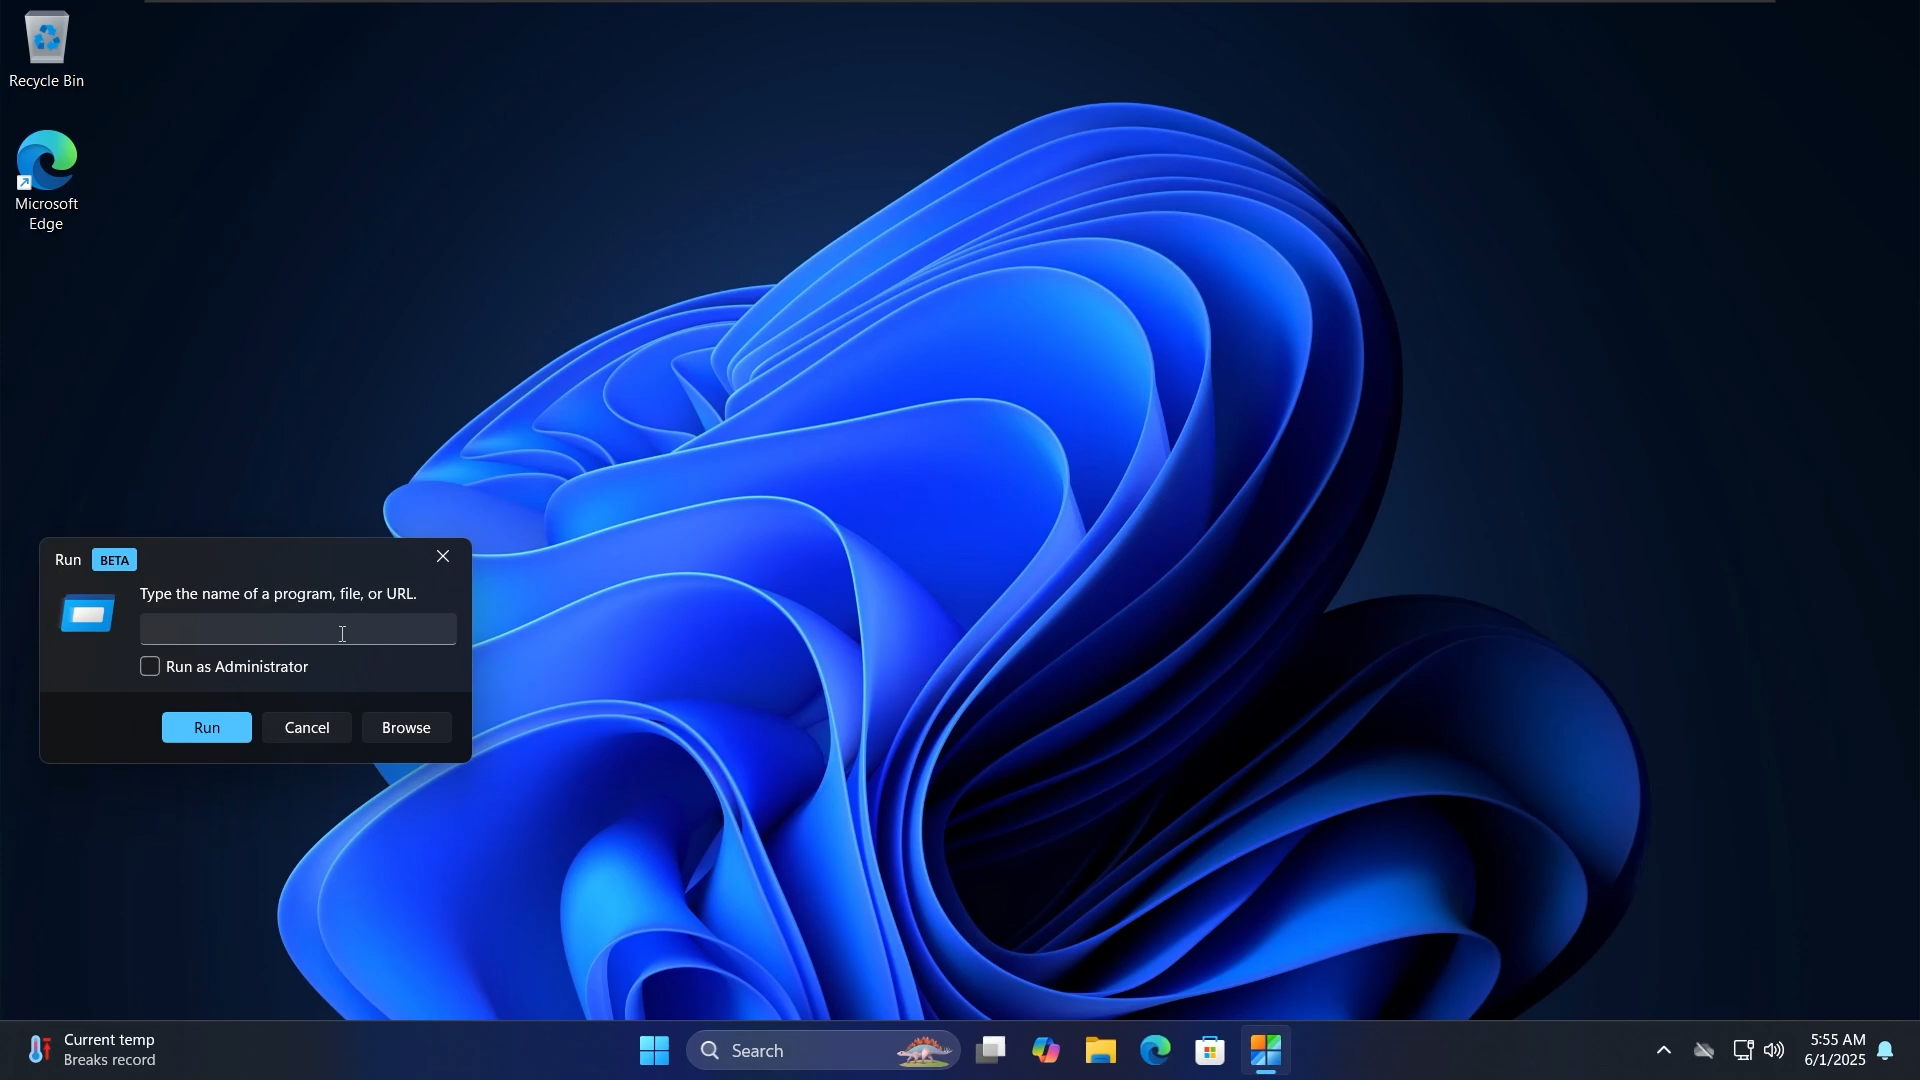 Recycle Bin
Microsoft
Edge
Run BETA
Type the name of a program, file, or URL.
Run as Administrator
Run Cancel Browse
Current temp
Breaks record
Search
5:55 AM
6/1/2025